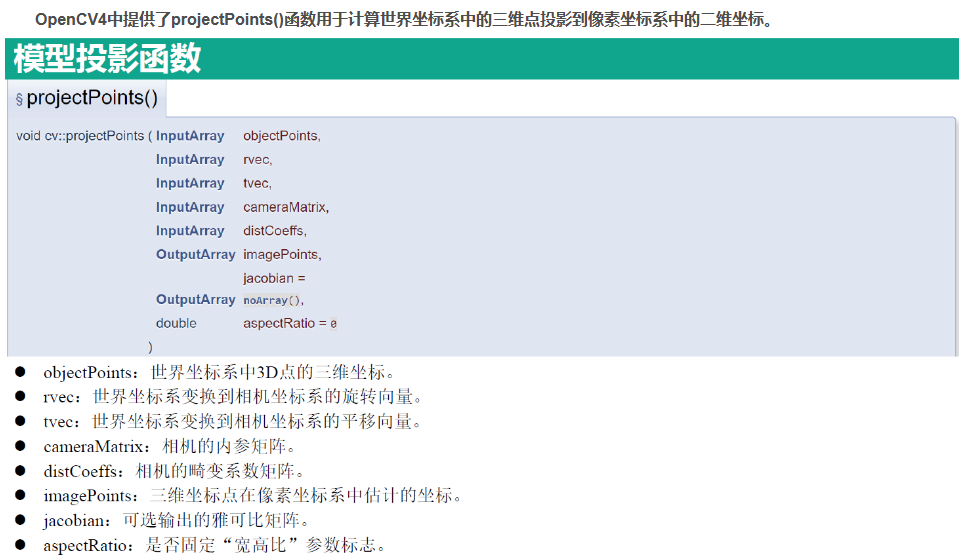 OpenCV4中提供了projectPoints()函数用于计算世界坐标系中的三维点投影到像素坐标系中的二维坐标。
模型投影函数
§ projectPoints()
void cv::projectPoints ( InputArray objectPoints,
InputArray rvec,
InputArray tvec,
InputArray cameraMatrix,
InputArray distCoeffs,
OutputArray imagePoints,
jacobian =
OutputArray noArray(),
double aspectRatio = 0
)
● objectPoints：世界坐标系中3D点的三维坐标。
● rvec：世界坐标系变换到相机坐标系的旋转向量。
● tvec：世界坐标系变换到相机坐标系的平移向量。
● cameraMatrix：相机的内参矩阵。
● distCoeffs：相机的畸变系数矩阵。
● imagePoints：三维坐标点在像素坐标系中估计的坐标。
● jacobian：可选输出的雅可比矩阵。
● aspectRatio：是否固定“宽高比”参数标志。